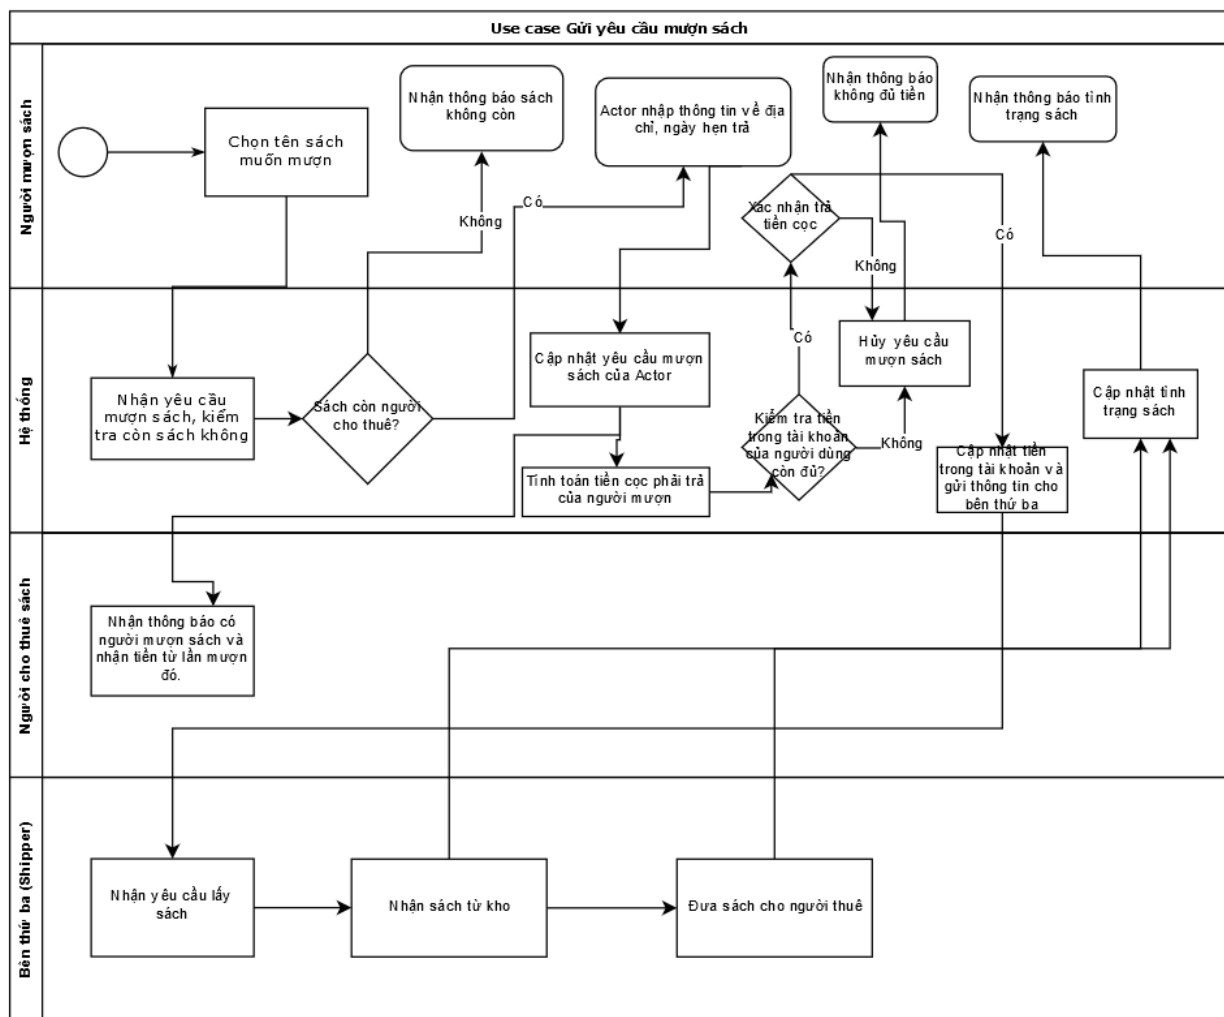 Use case Gửi yêu cầu mượn sách
Người mượn sách
Chọn tên sách
muốn mượn
Nhận thông báo sách
không còn
Actor nhập thông tin về địa
chỉ, ngày hẹn trả
Nhận thông báo
không đủ tiền
Nhận thông báo tình
trạng sách
Không
Có
Xác nhận trả
tiền cọc
Có
Không
Hệ thống
Nhận yêu cầu
mượn sách, kiểm
tra còn sách không
Sách còn người
cho thuê?
Cập nhật yêu cầu mượn
sách của Actor
Tính toán tiền cọc phải trả
của người mượn
Có
Kiểm tra tiền
trong tài khoản
của người dùng
còn đủ?
Không
Hủy yêu cầu
mượn sách
Cập nhật tiền
trong tài khoản và
gửi thông tin cho
bên thứ ba
Cập nhật tình
trạng sách
Người cho thuê sách
Nhận thông báo có
người mượn sách và
nhận tiền từ lần mượn
đó.
Bên thứ ba (Shipper)
Nhận yêu cầu lấy
sách
Nhận sách từ kho
Đưa sách cho người thuê